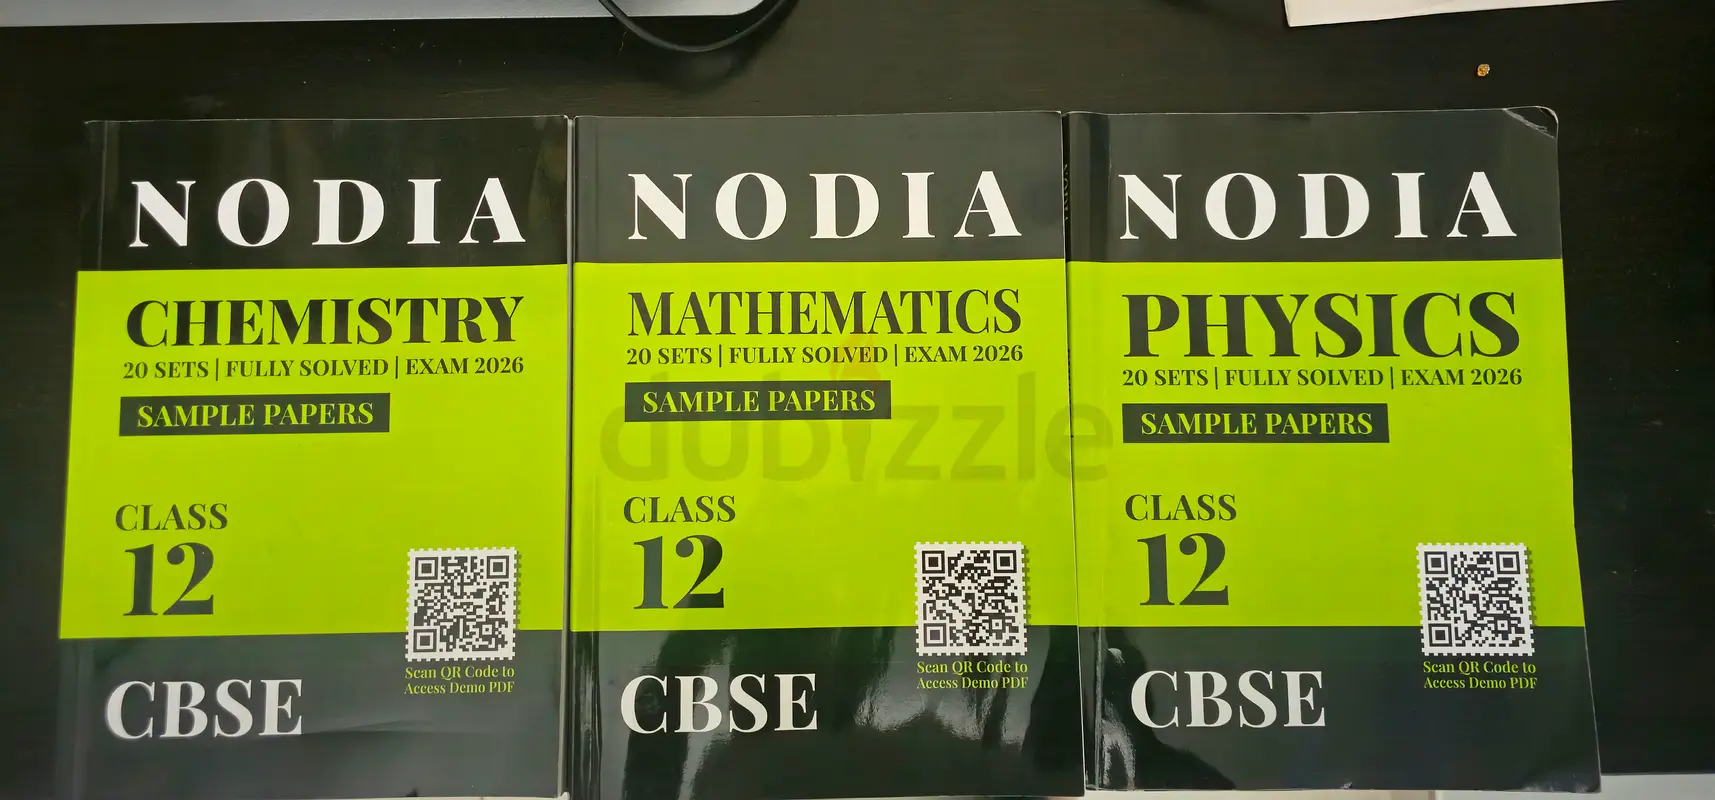 NODIA
CHEMISTRY
20 SETS | FULLY SOLVED | EXAM 2026
SAMPLE PAPERS
CLASS
12
Scan QR Code to
Access Demo PDF
CBSE
NODIA
MATHEMATICS
20 SETS | FULLY SOLVED | EXAM 2026
SAMPLE PAPERS
CLASS
12
Scan QR Code to
Access Demo PDF
CBSE
NODIA
PHYSICS
20 SETS | FULLY SOLVED | EXAM 2026
SAMPLE PAPERS
CLASS
12
Scan QR Code to
Access Demo PDF
CBSE
dubizzle